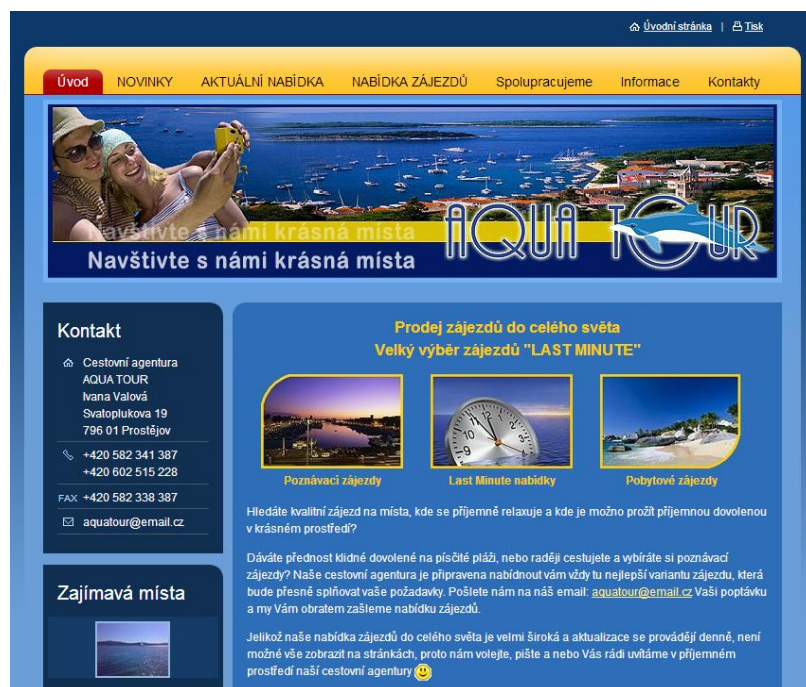 Úvodní stránka | Tisk
Úvod NOVINKY AKTUÁLNÍ NABÍDKA NABÍDKA ZÁJEZDŮ Spolupracujeme Informace Kontakty
Navštivte s námi krásná místa
Navštivte s námi krásná místa
AQUA TOUR
Kontakt
Cestovní agentura
AQUA TOUR
Ivana Valová
Svatoplukova 19
796 01 Prostějov
+420 582 341 387
+420 602 515 228
FAX +420 582 338 387
aquatour@email.cz
Zajímavá místa
Prodej zájezdů do celého světa
Velký výběr zájezdů "LAST MINUTE"
10
9
8
7
Poznávací zájezdy
Last Minute nabídky
Pobytové zájezdy
Hledáte kvalitní zájezd na místa, kde se příjemně relaxuje a kde je možno prožít příjemnou dovolenou
v krásném prostředí?
Dáváte přednost klidné dovolené na písčité pláži, nebo raději cestujete a vybíráte si poznávací
zájezdy? Naše cestovní agentura je připravena nabídnout vám vždy tu nejlepší variantu zájezdu, která
bude přesně splňovat vaše požadavky. Pošlete nám na náš email: aquatour@email.cz Vaši poptávku
a my Vám obratem zašleme nabídku zájezdů.
Jelikož naše nabídka zájezdů do celého světa je velmi široká a aktualizace se provádějí denně, není
možné vše zobrazit na stránkách, proto nám volejte, pište a nebo Vás rádi uvítáme v příjemném
prostředí naší cestovní agentury